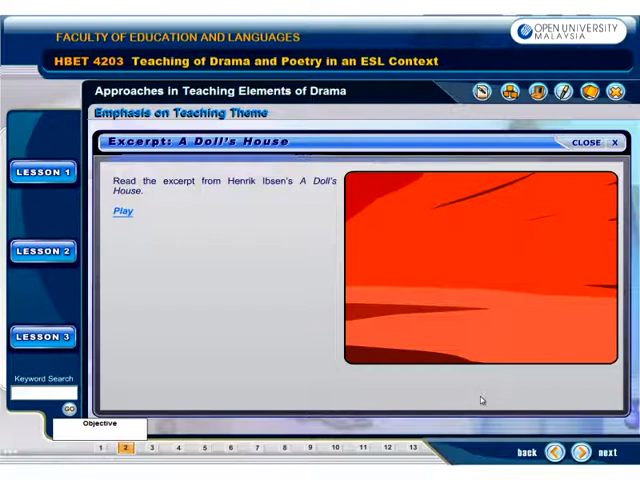 OPEN UNIVERSITY
MALAYSIA
FACULTY OF EDUCATION AND LANGUAGES
HBET 4203 Teaching of Drama and Poetry in an ESL Context
Approaches in Teaching Elements of Drama
Emphasis on Teaching Theme
Excerpt: A Doll's House
CLOSE X
Read the excerpt from Henrik Ibsen's A Doll's
House.
Play
LESSON 1
LESSON 2
LESSON 3
Keyword Search
GO
Objective
1 2 3 4 5 6 7 8 9 10 11 12 13
back next